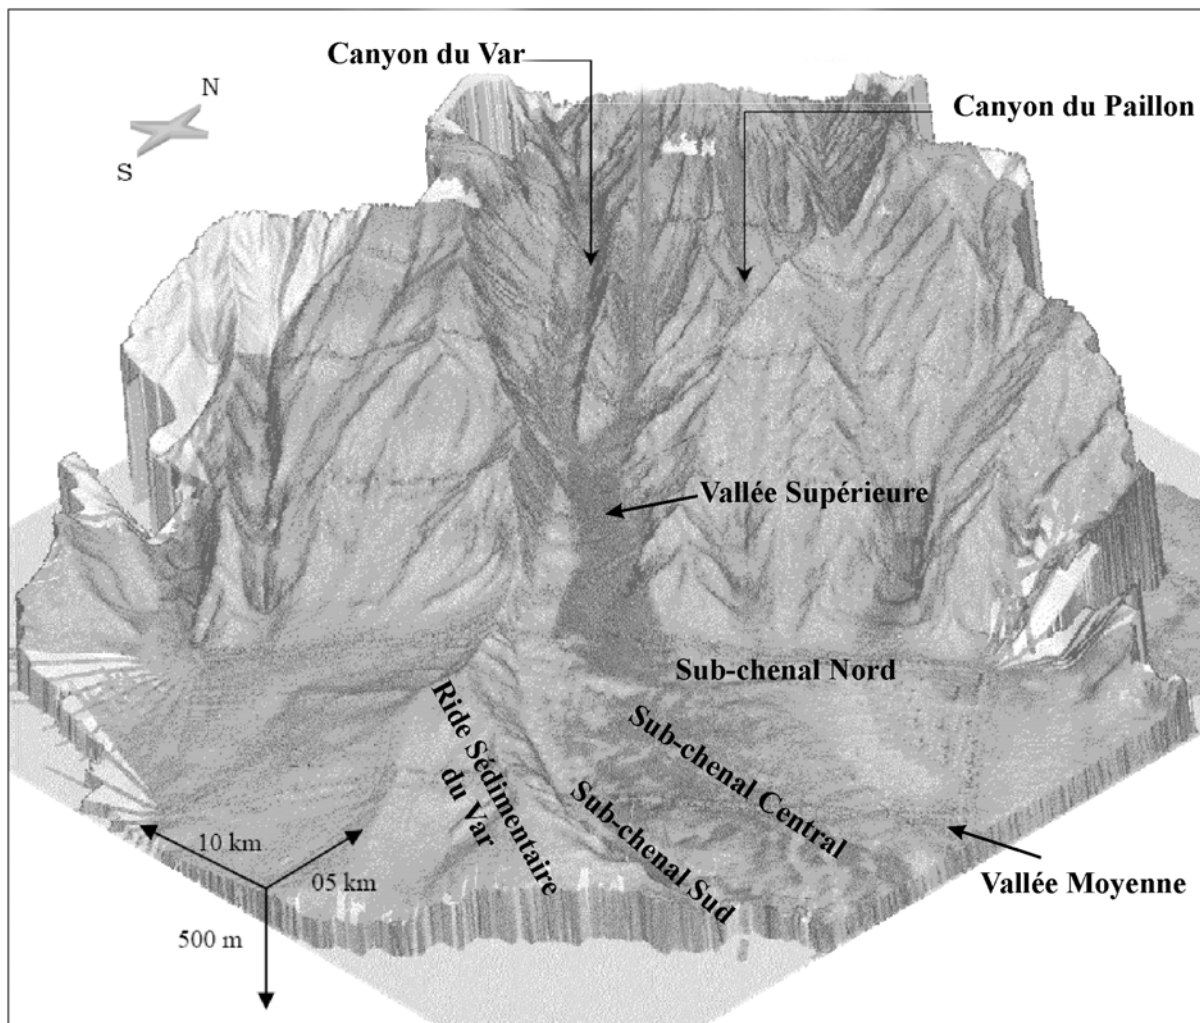 Canyon du Var
N
Canyon du Paillon
S
Vallée Supérieure
Sub-chenal Nord
Ride Sédimentaire
du Var
Sub-chenal Central
Sub-chenal Sud
10 km
05 km
Vallée Moyenne
500 m